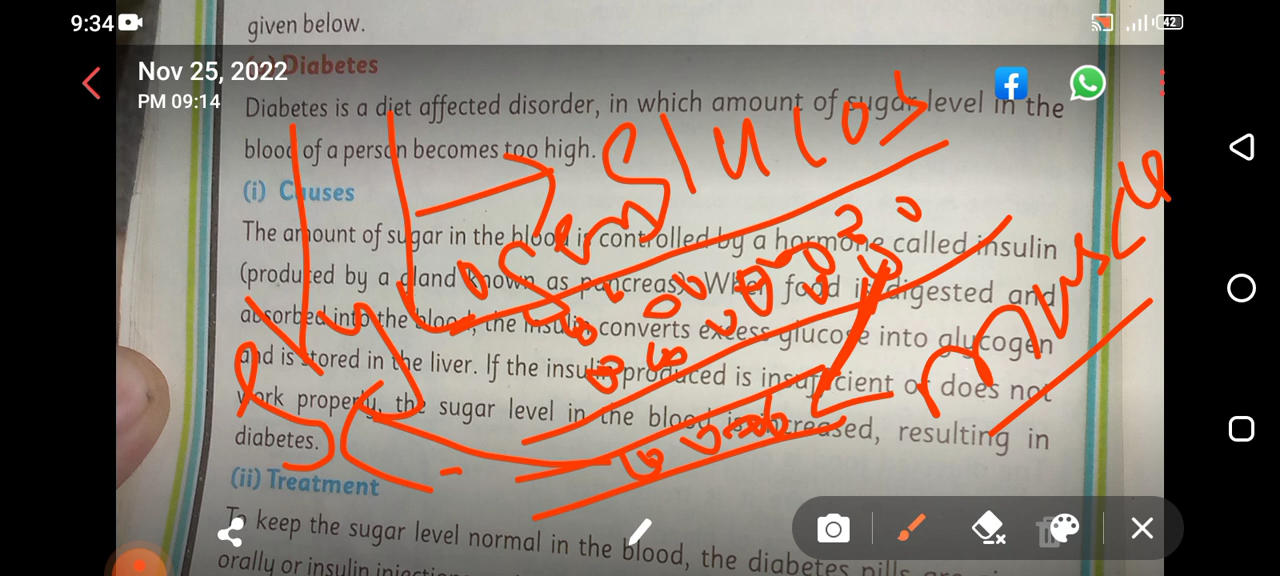 9:34
42
given below.
Diabetes
Nov 25, 2022
PM 09:14
Diabetes is a diet affected disorder, in which amount of sugar level in the
blood of a person becomes too high.
(i) Causes
The amount of sugar in the blood is controlled by a hormone called insulin
(produced by a gland known as pancreas). When food is digested and
absorbed into the blood, the insulin converts excess glucose into glycogen
and is stored in the liver. If the insulin produced is insufficient or does not
work properly, the sugar level in the blood is increased, resulting in
diabetes.
(ii) Treatment
To keep the sugar level normal in the blood, the diabetes pills are
orally or insulin
muscle